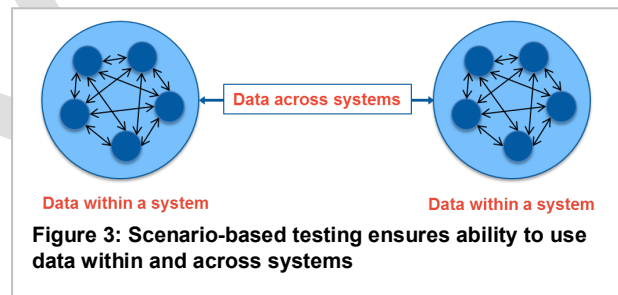 Data across systems
Data within a system
Data within a system
Figure 3: Scenario-based testing ensures ability to use
data within and across systems